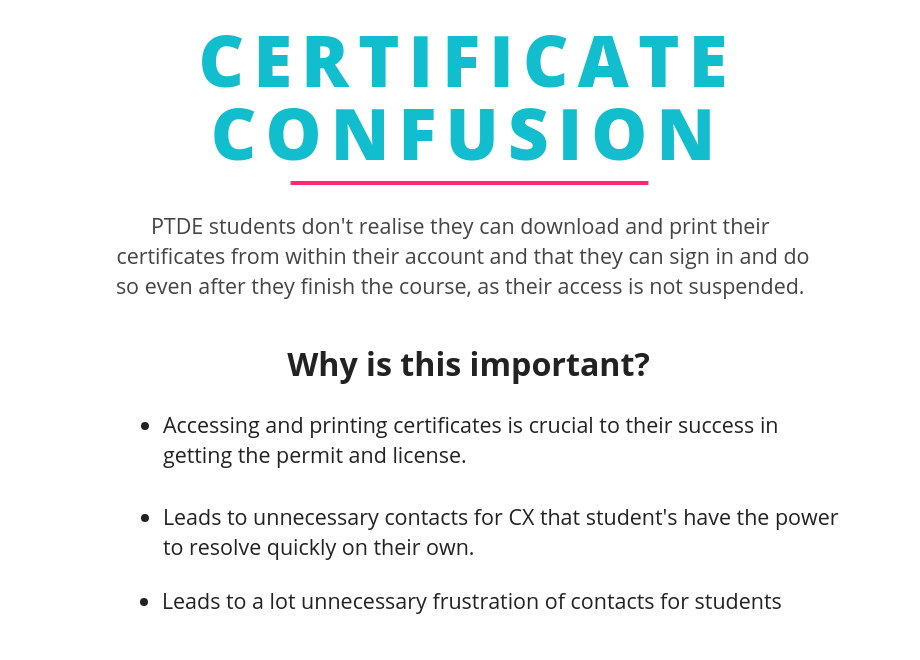 CERTIFICATE
CONFUSION
PTDE students don't realise they can download and print their
certificates from within their account and that they can sign in and do
so even after they finish the course, as their access is not suspended.
Why is this important?
• Accessing and printing certificates is crucial to their success in
getting the permit and license.
• Leads to unnecessary contacts for CX that student's have the power
to resolve quickly on their own.
• Leads to a lot unnecessary frustration of contacts for students